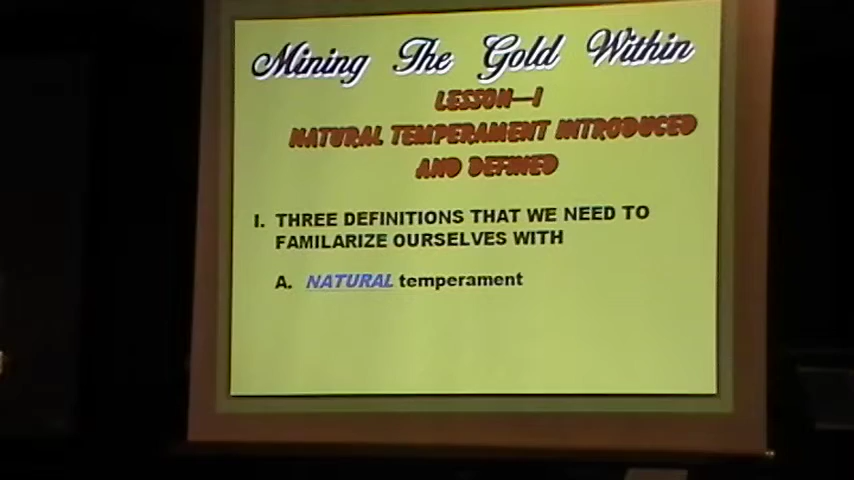 Mining The Gold Within
LESSON—1
NATURAL TEMPERAMENT INTRODUCED
AND DEFINED
I. THREE DEFINITIONS THAT WE NEED TO
FAMILARIZE OURSELVES WITH
A. NATURAL temperament